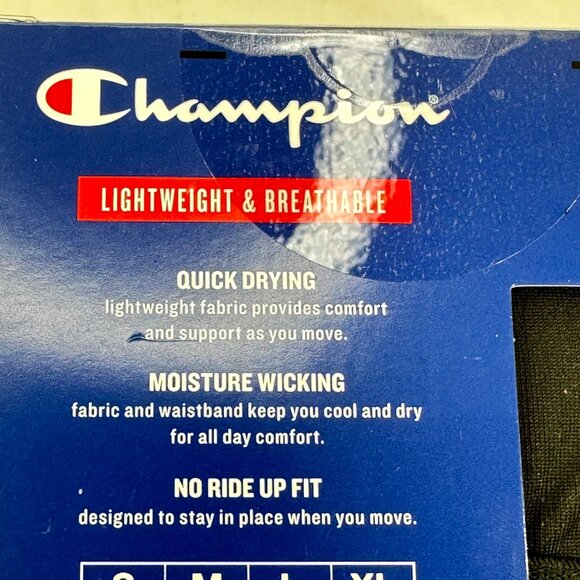 Champion®
LIGHTWEIGHT & BREATHABLE
QUICK DRYING
lightweight fabric provides comfort
and support as you move.
MOISTURE WICKING
fabric and waistband keep you cool and dry
for all day comfort.
NO RIDE UP FIT
designed to stay in place when you move.
S M L XL